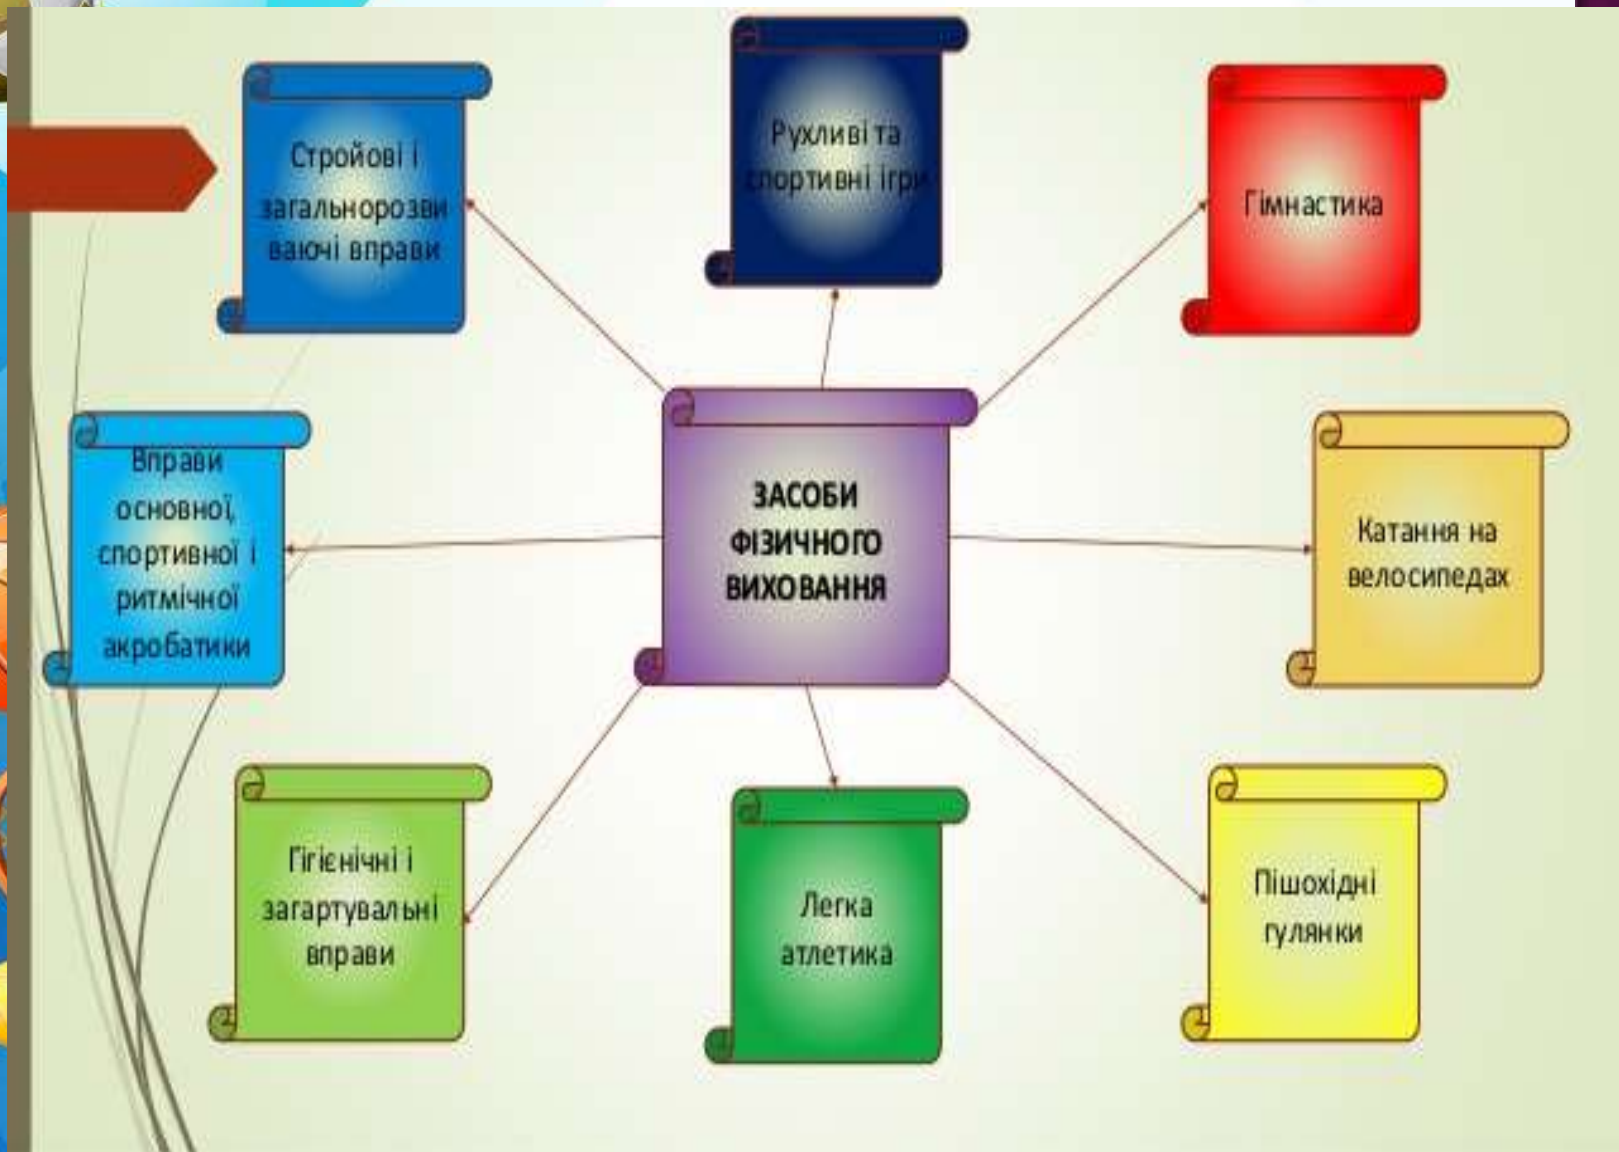 Стройові і
загальнорозви
ваючі вправи
Рухливі та
спортивні ігри
Гімнастика
Вправи
основної,
спортивної і
ритмічної
акробатики
ЗАСОБИ
ФІЗИЧНОГО
ВИХОВАННЯ
Катання на
велосипедах
Гігієнічні і
загартувальні
вправи
Легка
атлетика
Пішохідні
гулянки